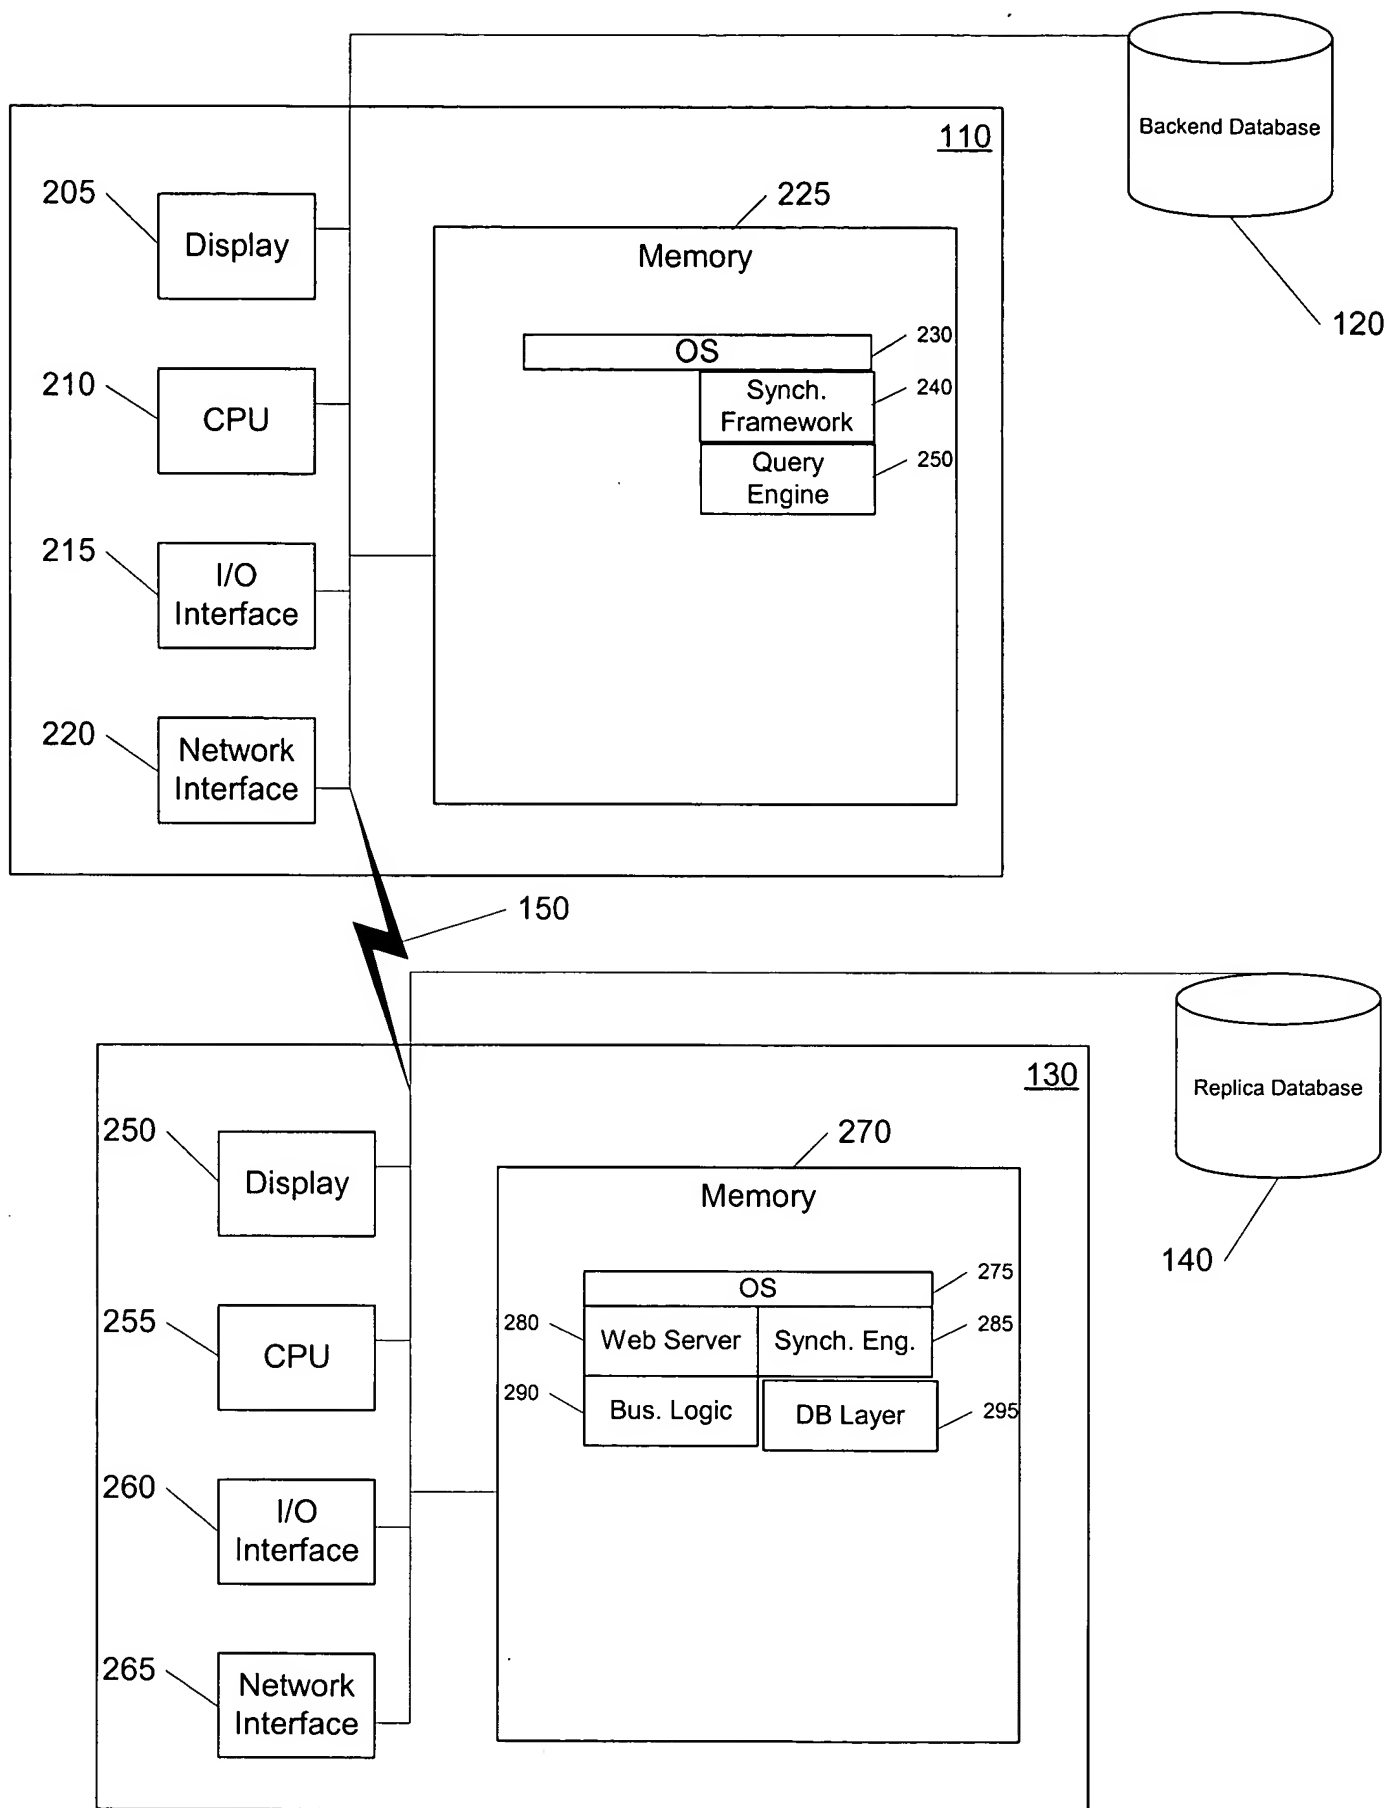 Backend Database
110
205
225
Display
Memory
120
230
OS
210
Synch.
Framework
240
CPU
Query
Engine
250
215
I/O
Interface
220
Network
Interface
150
130
Replica Database
250
270
Display
Memory
140
275
OS
255
280
Web Server
Synch. Eng.
285
CPU
290
Bus. Logic
DB Layer
295
260
I/O
Interface
265
Network
Interface